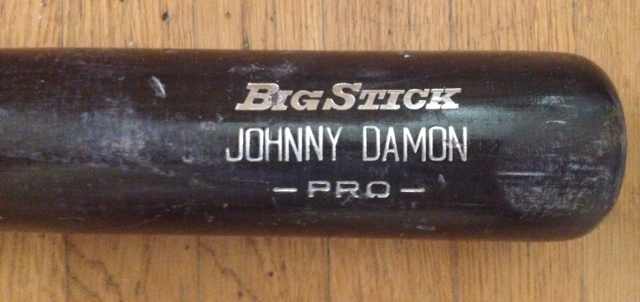 BIGSTICK
JOHNNY DAMON
- PRO -